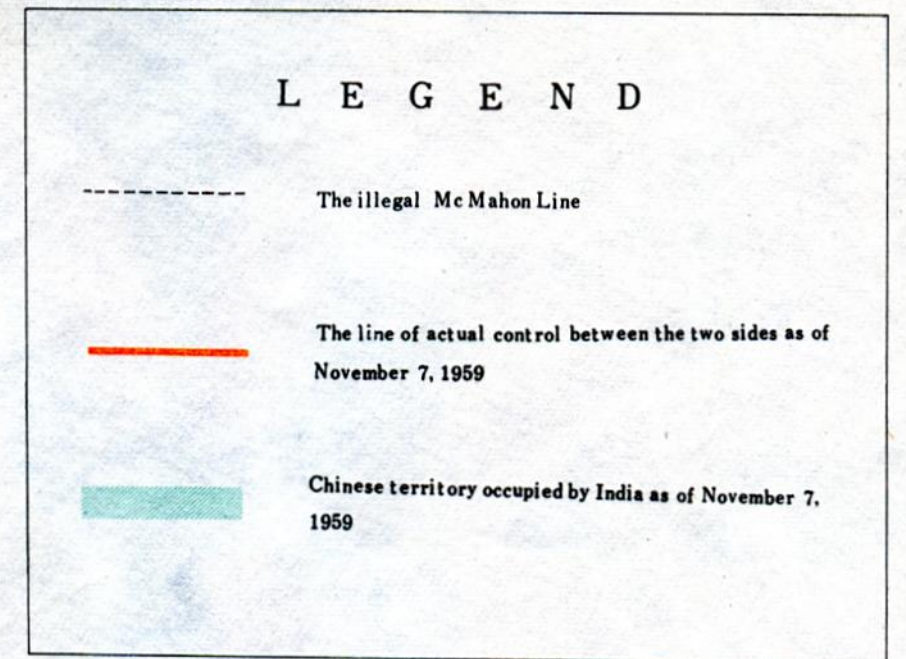 L E G E N D
The illegal Mc Mahon Line
The line of actual control between the two sides as of
November 7, 1959
Chinese territory occupied by India as of November 7,
1959